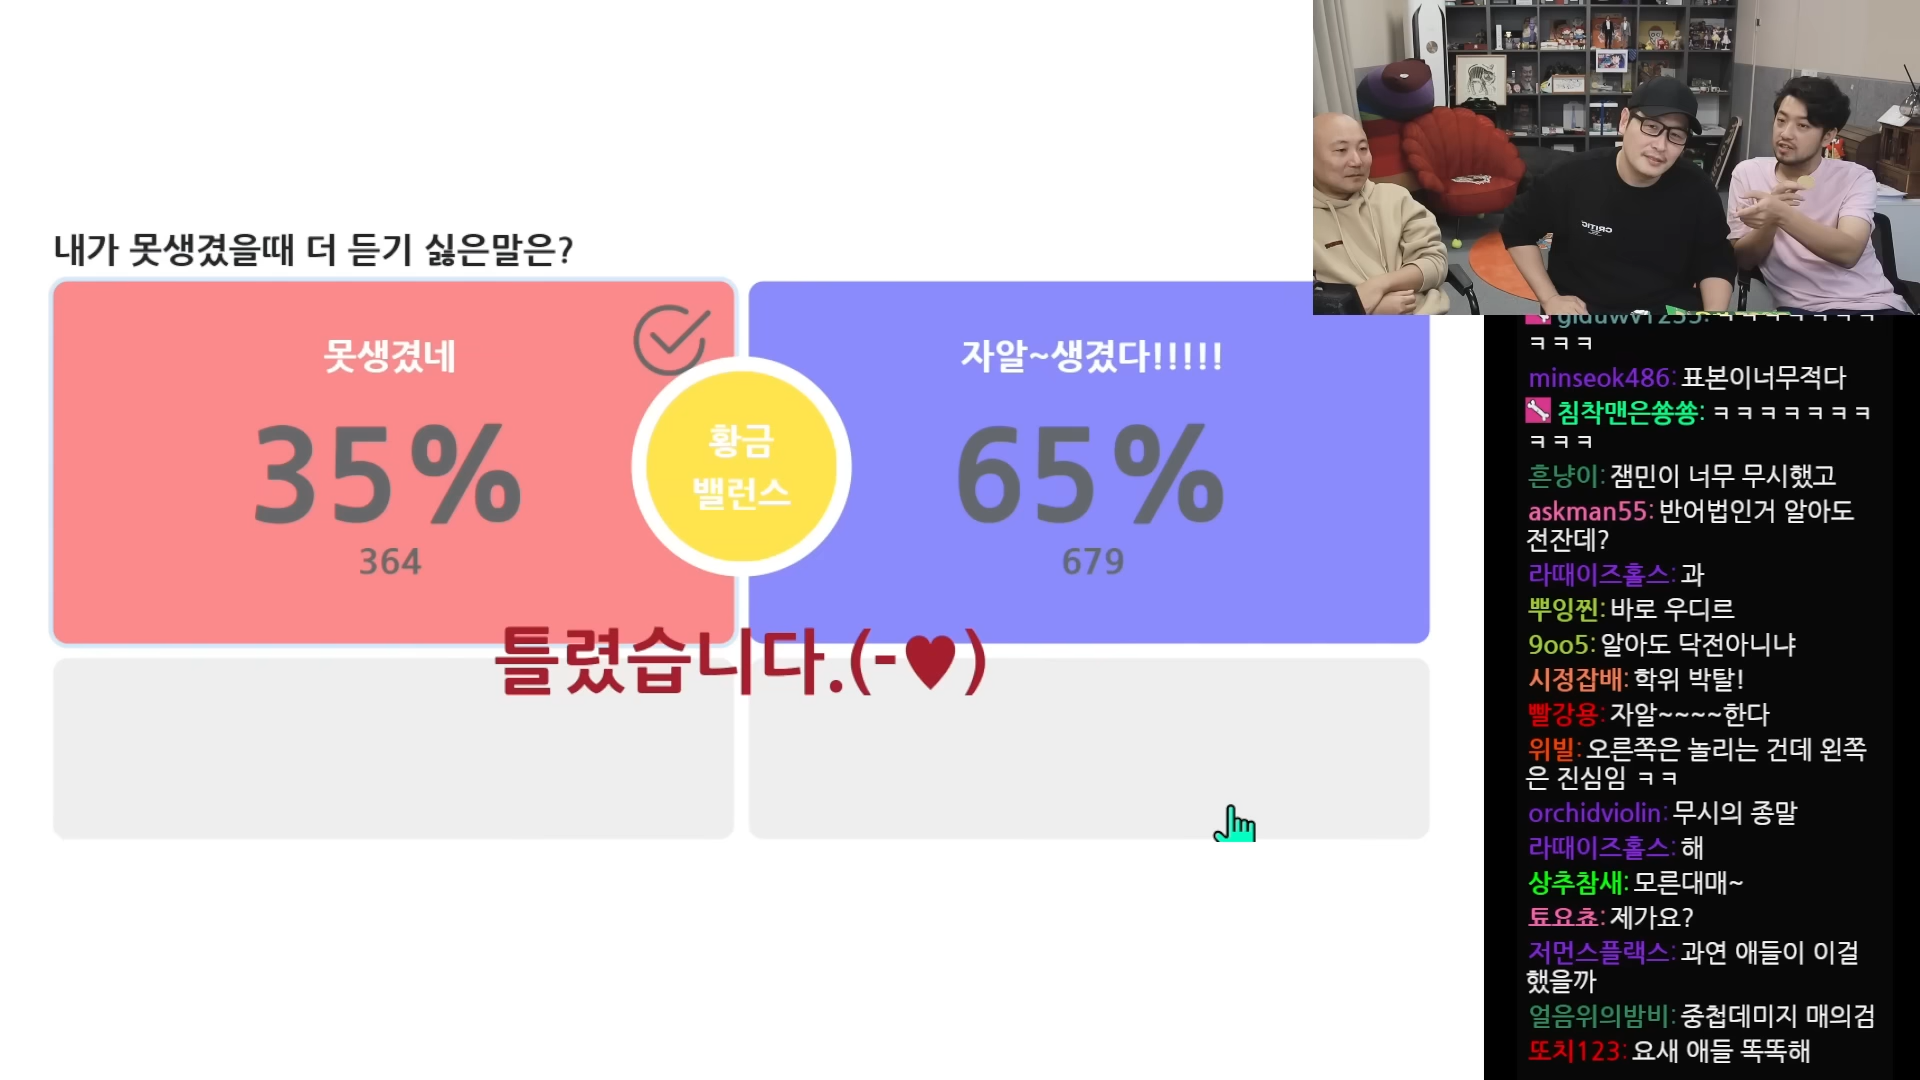 내가 못생겼을때 더 듣기 싫은말은?
못생겼네
35%
364
황금
밸런스
자알~생겼다!!!!!
65%
679
틀렸습니다.(-♥)
CRITIC
ㅋㅋㅋ
minseok486: 표본이너무적다
침착맨은쑝쑝: ㅋㅋㅋㅋㅋㅋㅋ
ㅋㅋㅋ
흔냥이: 잼민이 너무 무시했고
askman55: 반어법인거 알아도
전잔데?
라때이즈홀스: 과
뿌잉찐: 바로 우디르
9oo5: 알아도 닥전아니냐
시정잡배: 학위 박탈!
빨강용: 자알~~~~한다
위빌: 오른쪽은 놀리는 건데 왼쪽
은 진심임 ㅋㅋ
orchidviolin: 무시의 종말
라때이즈홀스: 해
상추참새: 모른대매~
툐요쵸: 제가요?
저먼스플랙스: 과연 애들이 이걸
했을까
얼음위의밤비: 중첩데미지 매의검
또치123: 요새 애들 똑똑해